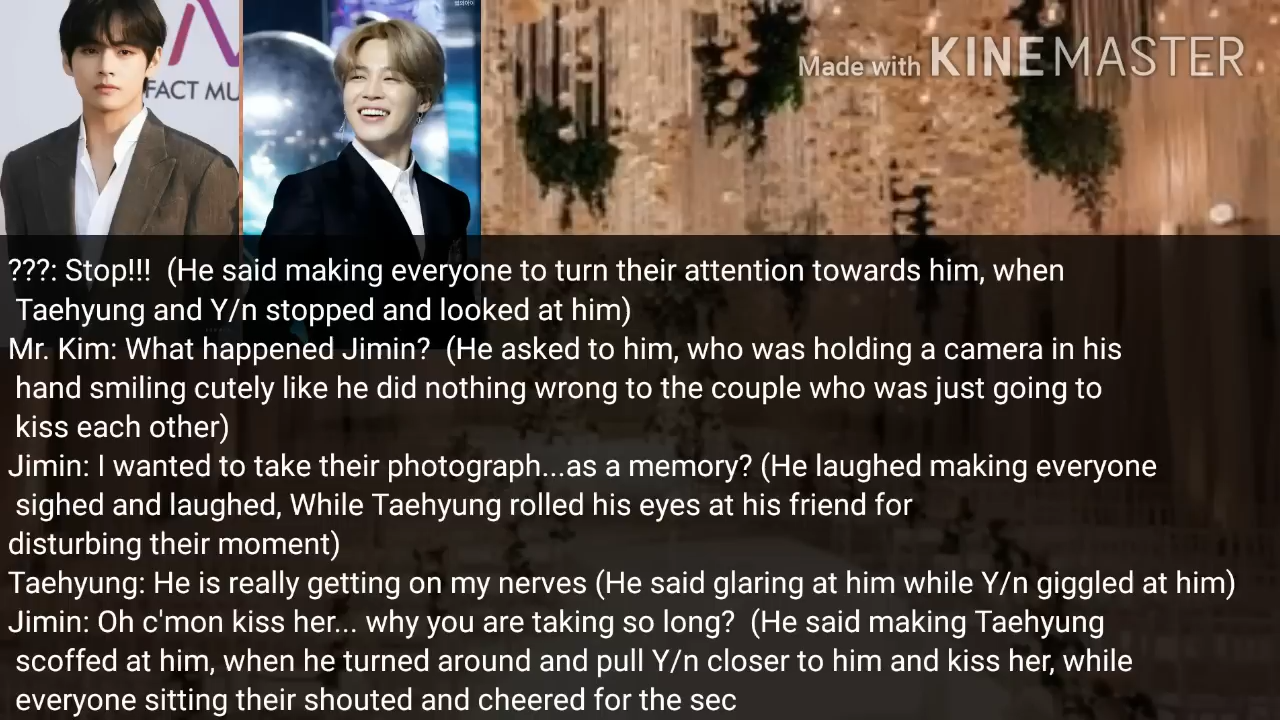 FACT MU
Made with KINEMASTER
???: Stop!!!  (He said making everyone to turn their attention towards him, when
Taehyung and Y/n stopped and looked at him)
Mr. Kim: What happened Jimin?  (He asked to him, who was holding a camera in his
hand smiling cutely like he did nothing wrong to the couple who was just going to
kiss each other)
Jimin: I wanted to take their photograph...as a memory? (He laughed making everyone
sighed and laughed, While Taehyung rolled his eyes at his friend for
disturbing their moment)
Taehyung: He is really getting on my nerves (He said glaring at him while Y/n giggled at him)
Jimin: Oh c'mon kiss her... why you are taking so long?  (He said making Taehyung
scoffed at him, when he turned around and pull Y/n closer to him and kiss her, while
everyone sitting their shouted and cheered for the sec